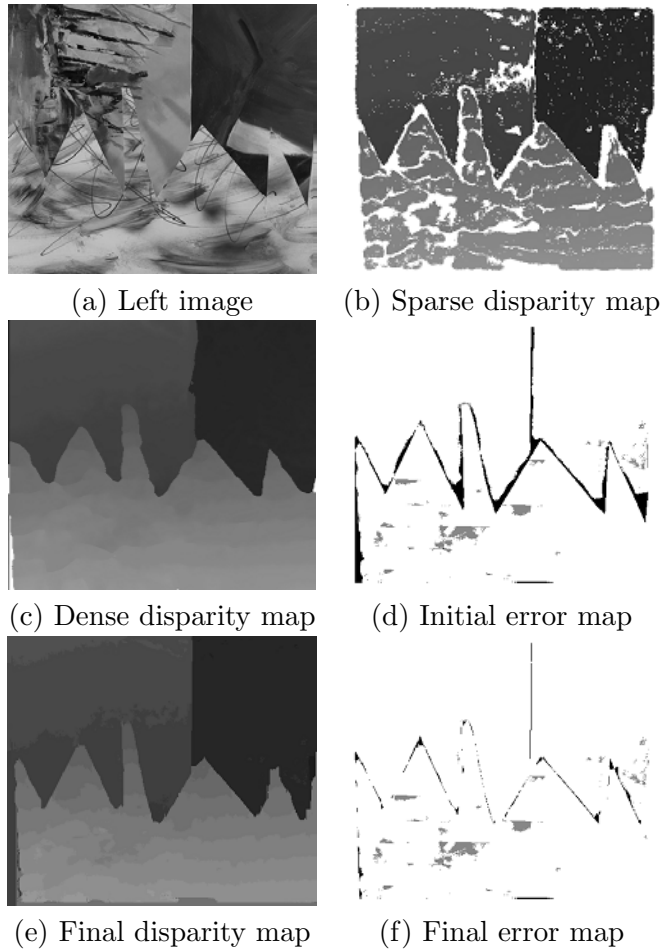 (a) Left image
(b) Sparse disparity map
(c) Dense disparity map
(d) Initial error map
(e) Final disparity map
(f) Final error map